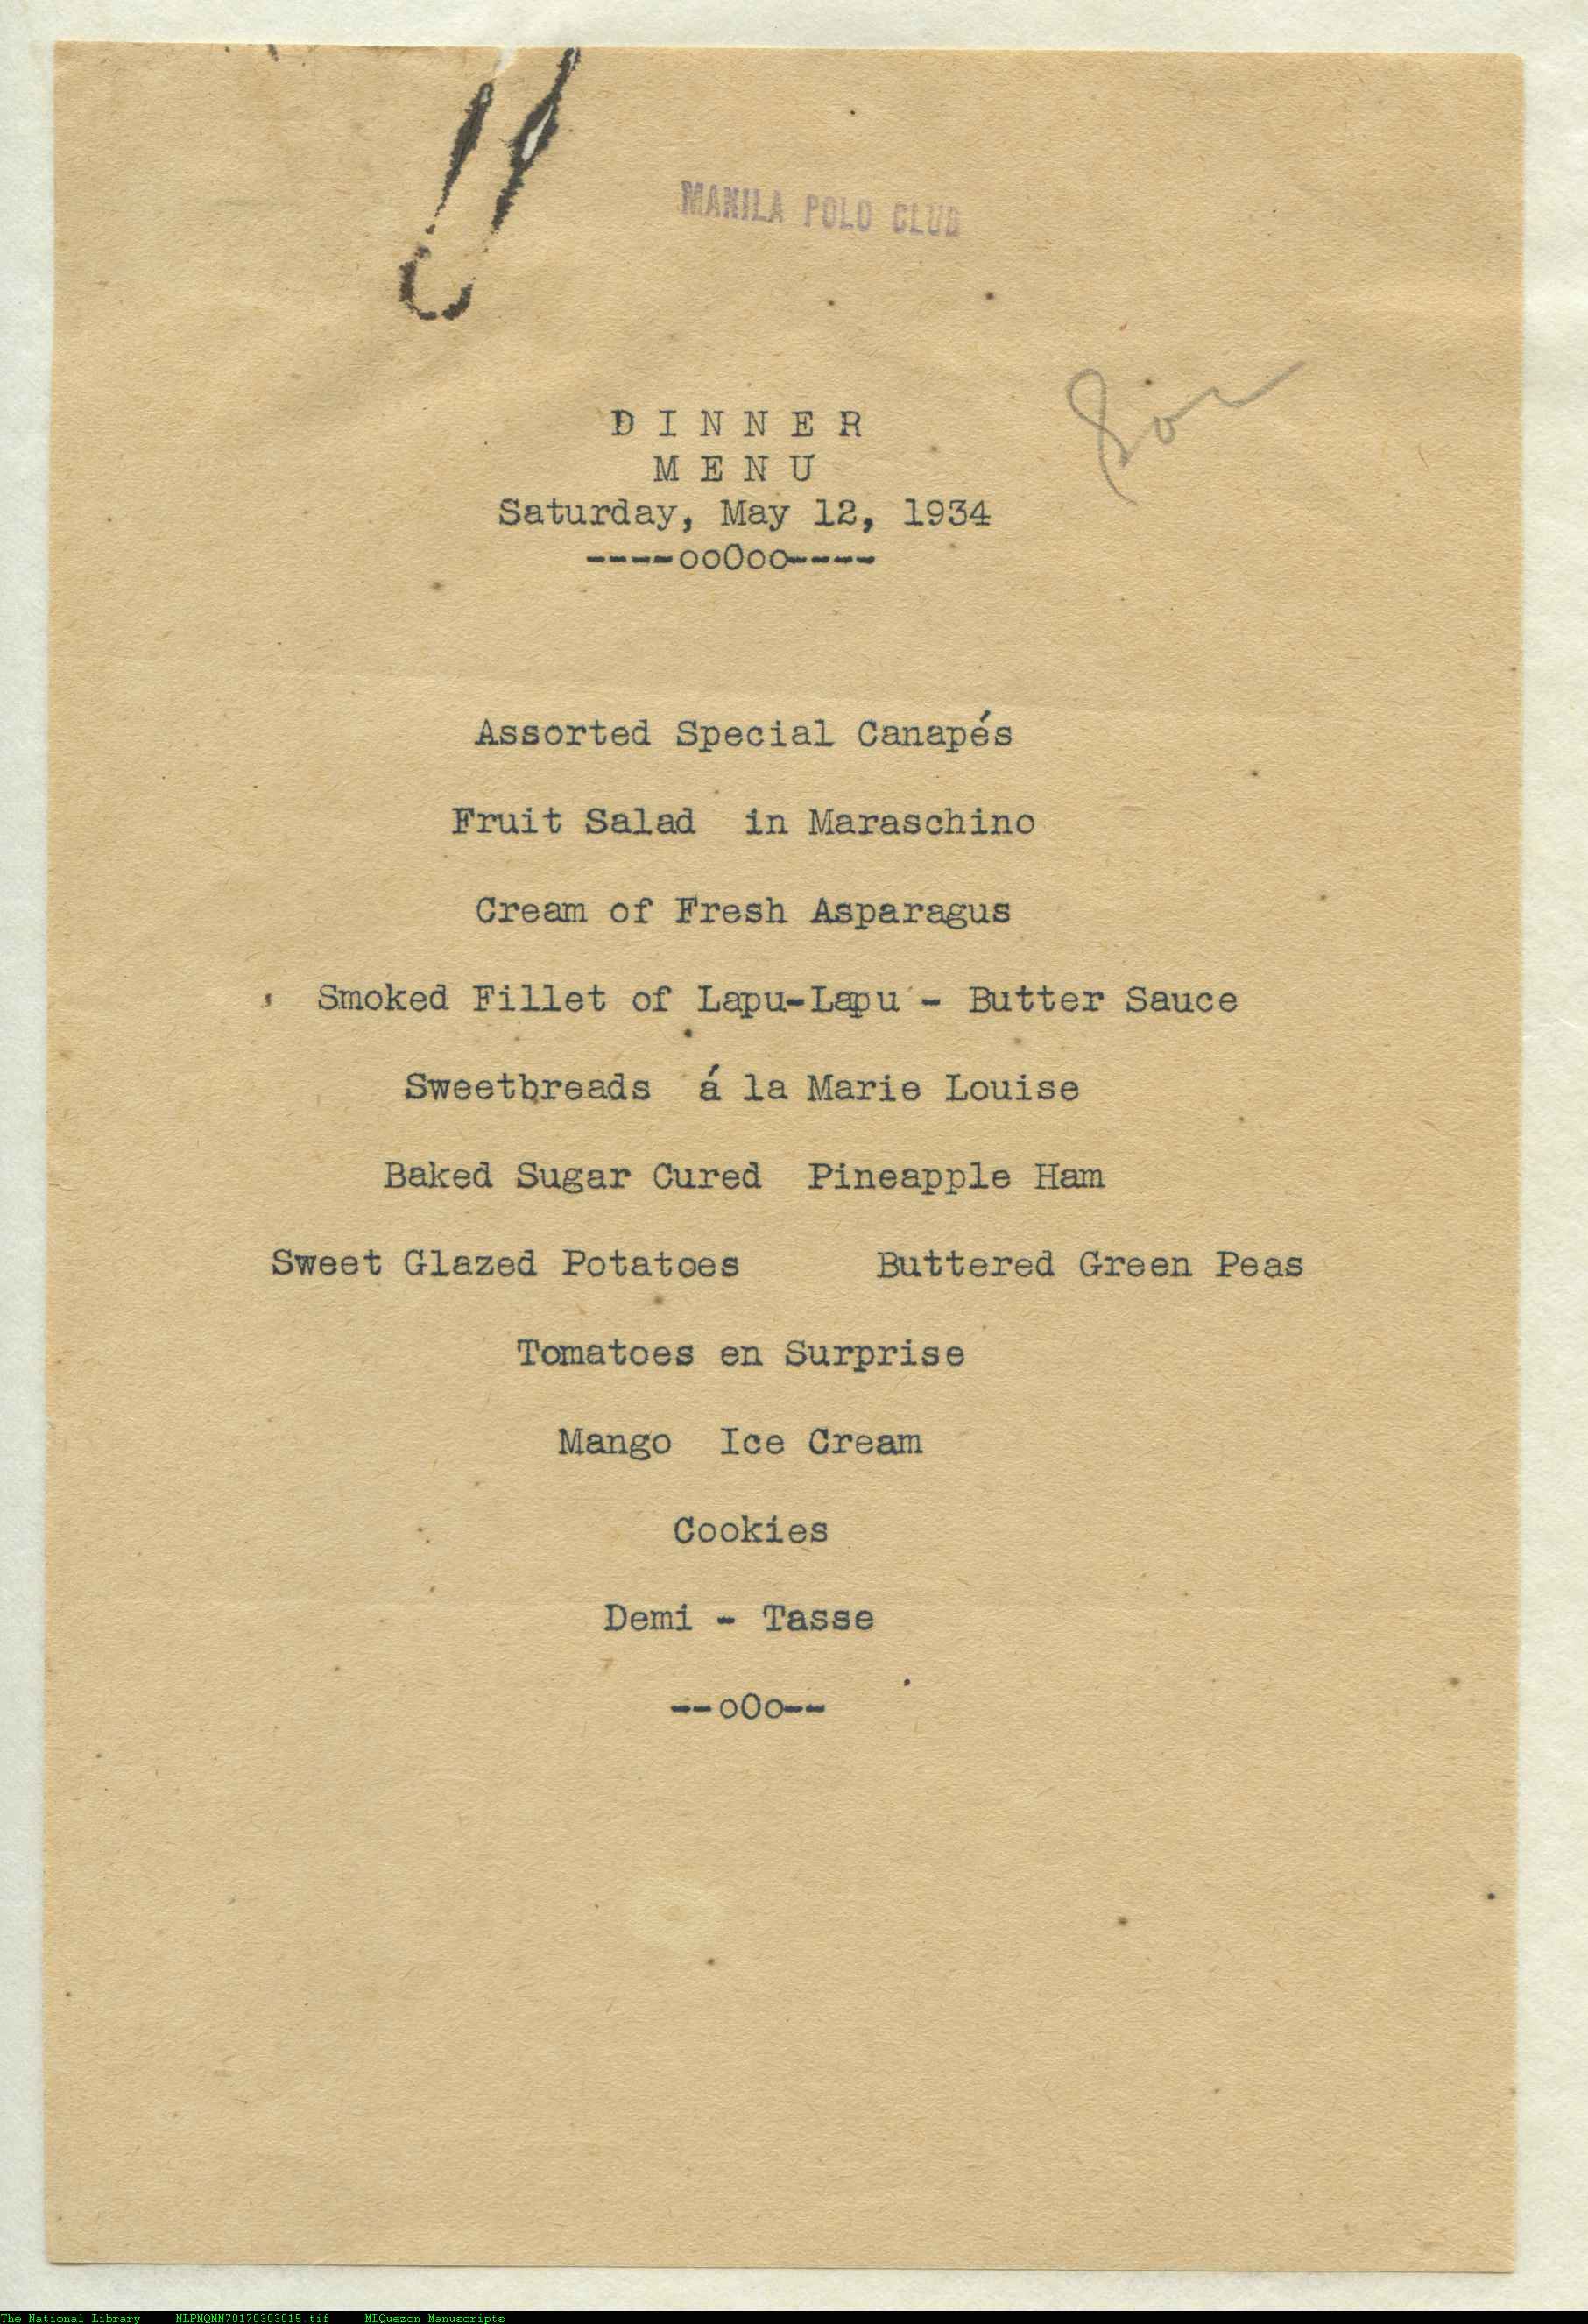 MANILA POLO CLUB
D I N N E R
M E N U
Saturday, May 12, 1934
----ooOoo----
Assorted Special Canapés
Fruit Salad  in Maraschino
Cream of Fresh Asparagus
Smoked Fillet of Lapu-Lapu - Butter Sauce
Sweetbreads  á la Marie Louise
Baked Sugar Cured  Pineapple Ham
Sweet Glazed Potatoes      Buttered Green Peas
Tomatoes en Surprise
Mango  Ice Cream
Cookies
Demi - Tasse
--oOo--
The National Library     NLPMQMN70170303015.tif     MLQuezon Manuscripts